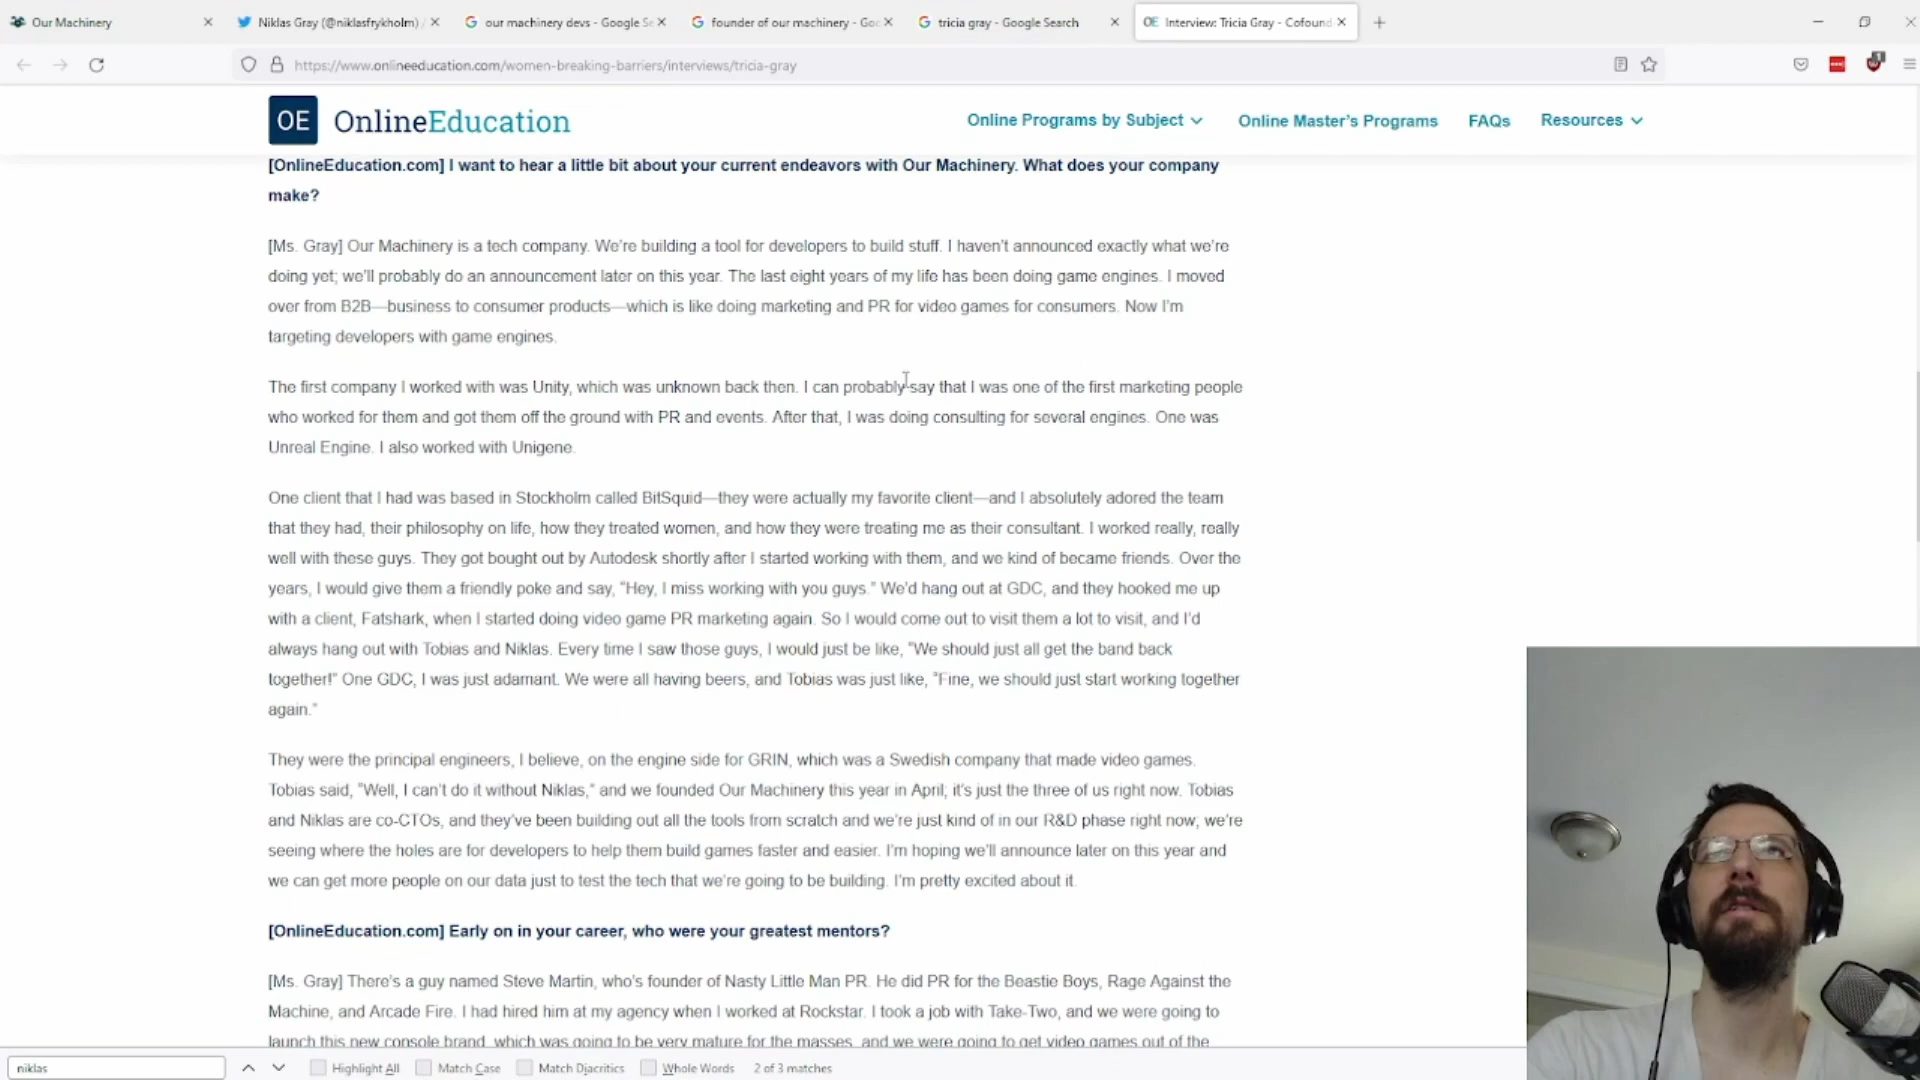 Our Machinery
Niklas Gray (@niklasfrykholm) /
our machinery devs - Google Se
founder of our machinery - Goo
tricia gray - Google Search
OE Interview: Tricia Gray - Cofound
https://www.onlineeducation.com/women-breaking-barriers/interviews/tricia-gray
OE OnlineEducation
Online Programs by Subject
Online Master's Programs
FAQs
Resources
[OnlineEducation.com] I want to hear a little bit about your current endeavors with Our Machinery. What does your company
make?
[Ms. Gray] Our Machinery is a tech company. We're building a tool for developers to build stuff. I haven't announced exactly what we're
doing yet; we'll probably do an announcement later on this year. The last eight years of my life has been doing game engines. I moved
over from B2B—business to consumer products—which is like doing marketing and PR for video games for consumers. Now I'm
targeting developers with game engines.
The first company I worked with was Unity, which was unknown back then. I can probably say that I was one of the first marketing people
who worked for them and got them off the ground with PR and events. After that, I was doing consulting for several engines. One was
Unreal Engine. I also worked with Unigene.
One client that I had was based in Stockholm called BitSquid—they were actually my favorite client—and I absolutely adored the team
that they had, their philosophy on life, how they treated women, and how they were treating me as their consultant. I worked really, really
well with these guys. They got bought out by Autodesk shortly after I started working with them, and we kind of became friends. Over the
years, I would give them a friendly poke and say, "Hey, I miss working with you guys." We'd hang out at GDC, and they hooked me up
with a client, Fatshark, when I started doing video game PR marketing again. So I would come out to visit them a lot to visit, and I'd
always hang out with Tobias and Niklas. Every time I saw those guys, I would just be like, "We should just all get the band back
together!" One GDC, I was just adamant. We were all having beers, and Tobias was just like, "Fine, we should just start working together
again."
They were the principal engineers, I believe, on the engine side for GRIN, which was a Swedish company that made video games.
Tobias said, "Well, I can't do it without Niklas," and we founded Our Machinery this year in April; it's just the three of us right now. Tobias
and Niklas are co-CTOs, and they've been building out all the tools from scratch and we're just kind of in our R&D phase right now; we're
seeing where the holes are for developers to help them build games faster and easier. I'm hoping we'll announce later on this year and
we can get more people on our data just to test the tech that we're going to be building. I'm pretty excited about it.
[OnlineEducation.com] Early on in your career, who were your greatest mentors?
[Ms. Gray] There's a guy named Steve Martin, who's founder of Nasty Little Man PR. He did PR for the Beastie Boys, Rage Against the
Machine, and Arcade Fire. I had hired him at my agency when I worked at Rockstar. I took a job with Take-Two, and we were going to
launch this new console brand, which was going to be very mature for the masses, and we were going to get video games out of the
niklas
Highlight All
Match Case
Match Diacritics
Whole Words
2 of 3 matches